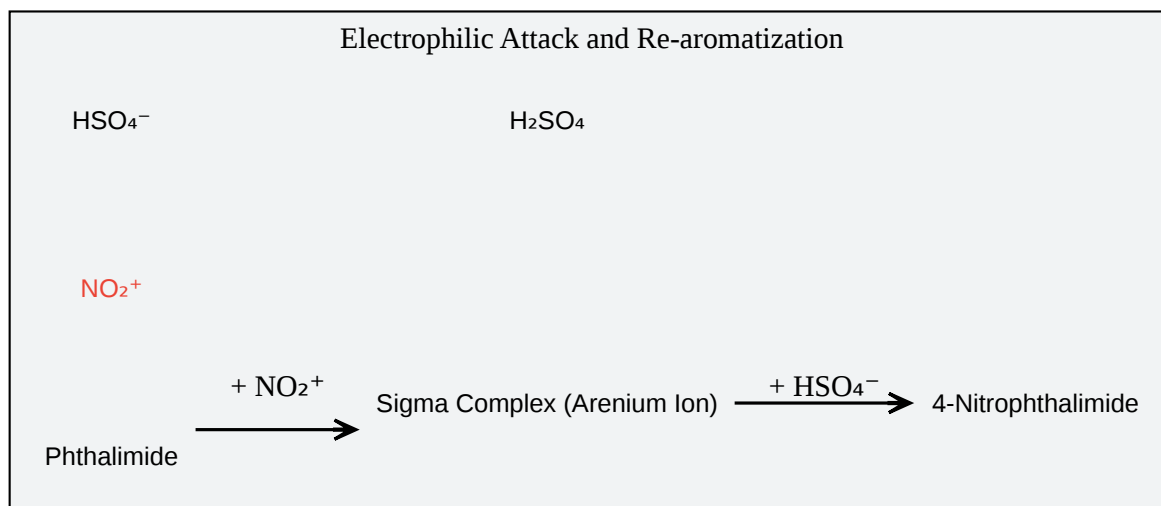 Electrophilic Attack and Re-aromatization
HSO₄⁻
H₂SO₄
NO₂⁺
+ NO₂⁺
+ HSO₄⁻
Sigma Complex (Arenium Ion)
4-Nitrophthalimide
Phthalimide